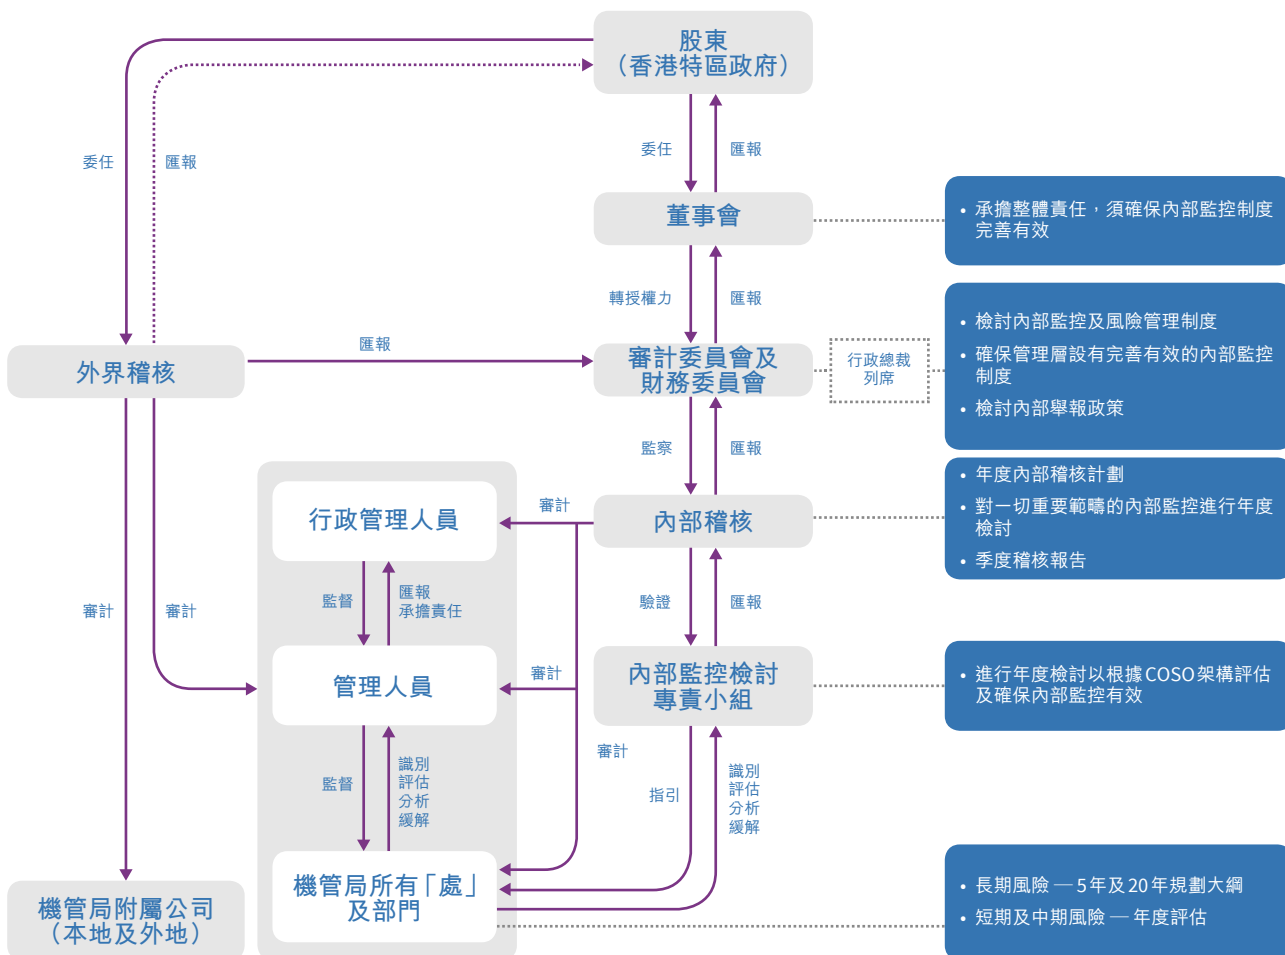 股東
（香港特區政府）
委任
匯報
委任
匯報
董事會
• 承擔整體責任，須確保內部監控制度
完善有效
轉授權力
匯報
外界稽核
匯報
審計委員會及
財務委員會
行政總裁
列席
• 檢討內部監控及風險管理制度
• 確保管理層設有完善有效的內部監控
制度
• 檢討內部舉報政策
監察
匯報
行政管理人員
審計
內部稽核
• 年度內部稽核計劃
• 對一切重要範疇的內部監控進行年度
檢討
• 季度稽核報告
審計
審計
監督
匯報
承擔責任
驗證
匯報
管理人員
審計
內部監控檢討
專責小組
• 進行年度檢討以根據COSO架構評估
及確保內部監控有效
監督
識別
評估
分析
緩解
審計
指引
識別
評估
分析
緩解
機管局附屬公司
（本地及外地）
機管局所有「處」
及部門
• 長期風險 — 5年及20年規劃大綱
• 短期及中期風險 — 年度評估